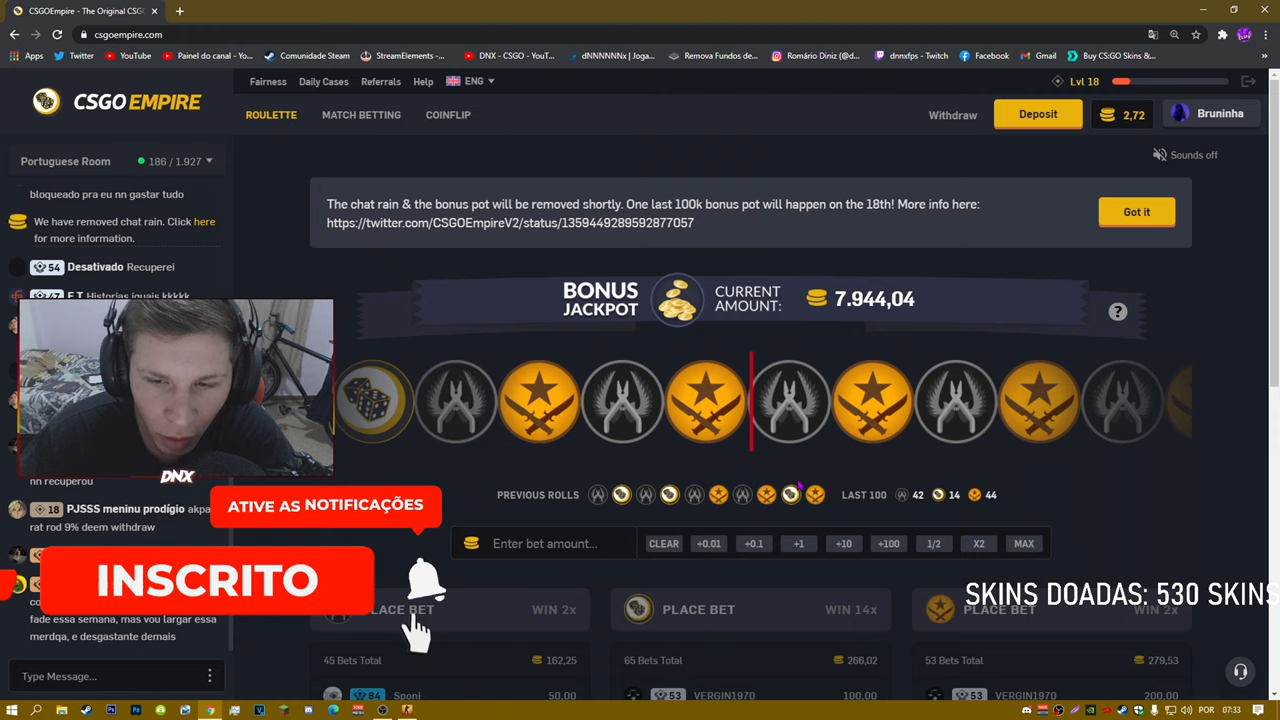 CSGOEmpire - The Original CSG
csgoempire.com
Apps Twitter YouTube Painel do canal - Yo... Comunidade Steam StreamElements -... DNX - CSGO - YouT... dNNNNNNx | Joga... Remova Fundos de... Romário Diniz (@d... dnnxfps - Twitch Facebook Gmail Buy CS:GO Skins &...
CSGOEMPIRE
Fairness Daily Cases Referrals Help ENG
Lvl 18
ROULETTE MATCH BETTING COINFLIP
Withdraw Deposit 2,72 Bruninha
Portuguese Room 186 / 1.927
Sounds off
bloqueado pra eu nn gastar tudo
We have removed chat rain. Click here
for more information.
54 Desativado Recuperei
E T Historias iguais kkkkk
The chat rain & the bonus pot will be removed shortly. One last 100k bonus pot will happen on the 18th! More info here:
https://twitter.com/CSGOEmpireV2/status/1359449289592877057
Got it
BONUS
JACKPOT
CURRENT
AMOUNT:
7.944,04
?
DNX
nn recuperou
18 PJSSS meninu prodígio akpa
rat rod 9% deem withdraw
fade essa semana, mas vou largar essa
merdqa, e desgastante demais
Type Message...
ATIVE AS NOTIFICAÇÕES
INSCRITO
PREVIOUS ROLLS
LAST 100 42 14 44
Enter bet amount...
CLEAR +0.01 +0.1 +1 +10 +100 1/2 X2 MAX
SKINS DOADAS: 530 SKINS
PLACE BET WIN 2x
PLACE BET WIN 14x
PLACE BET WIN 2x
45 Bets Total 162,25
65 Bets Total 266,02
53 Bets Total 279,53
84 Sponi 50,00
53 VERGIN1970 100,00
53 VERGIN1970 200,00
POR 07:33